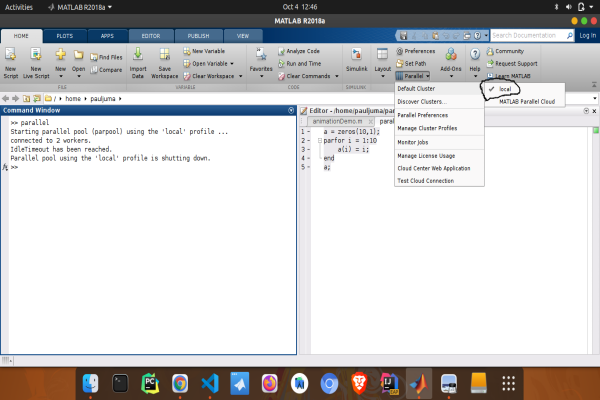 Activities MATLAB R2018a Oct 4 12:46
MATLAB R2018a
HOME PLOTS APPS EDITOR PUBLISH VIEW Search Documentation Log In
New Script
New Live Script
New
Open
Find Files
Compare
Import Data
Save Workspace
New Variable
Open Variable
Clear Workspace
Favorites
Analyze Code
Run and Time
Clear Commands
Simulink
Layout
Preferences
Set Path
Parallel
Add-Ons
Help
Community
Request Support
Learn MATLAB
FILE VARIABLE CODE SIMULINK
Default Cluster
Discover Clusters...
Parallel Preferences
Manage Cluster Profiles
Monitor Jobs
Manage License Usage
Cloud Center Web Application
Test Cloud Connection
local
MATLAB Parallel Cloud
/ home pauljuma
Command Window
>> parallel
Starting parallel pool (parpool) using the 'local' profile ...
connected to 2 workers.
IdleTimeout has been reached.
Parallel pool using the 'local' profile is shutting down.
fx >>
Editor - /home/pauljuma/
animationDemo.m
1 - a = zeros(10,1);
2 - parfor i = 1:10
3 - a(i) = i;
4 - end
5 - a;